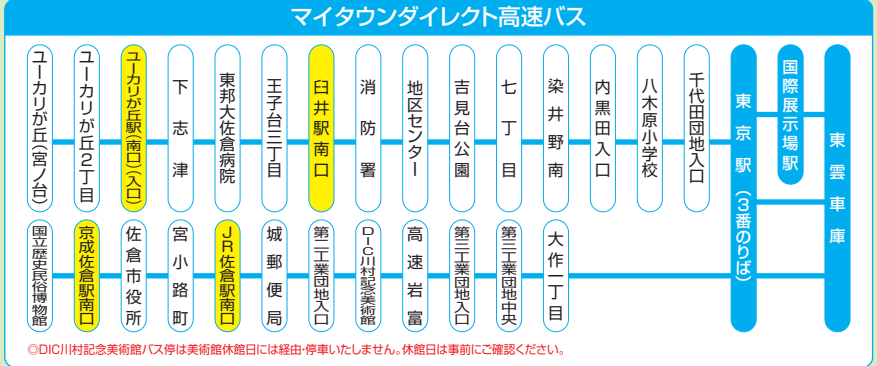 マイタウンダイレクト高速バス
ユーカリが丘(宮ノ台)
ユーカリが丘2丁目
ユーカリが丘駅(南口)(入口)
下志津
東邦大佐倉病院
王子台三丁目
臼井駅南口
消防署
地区センター
吉見台公園
七丁目
染井野南
内黒田入口
八木原小学校
千代田団地入口
東京駅(3番のりば)
国際展示場駅
東雲車庫
国立歴史民俗博物館
京成佐倉駅南口
佐倉市役所
宮小路町
JR佐倉駅南口
城郵便局
第二工業団地入口
DIC川村記念美術館
高速岩富
第三工業団地入口
第三工業団地中央
大作一丁目
◎DIC川村記念美術館バス停は美術館休館日には経由・停車いたしません。休館日は事前にご確認ください。